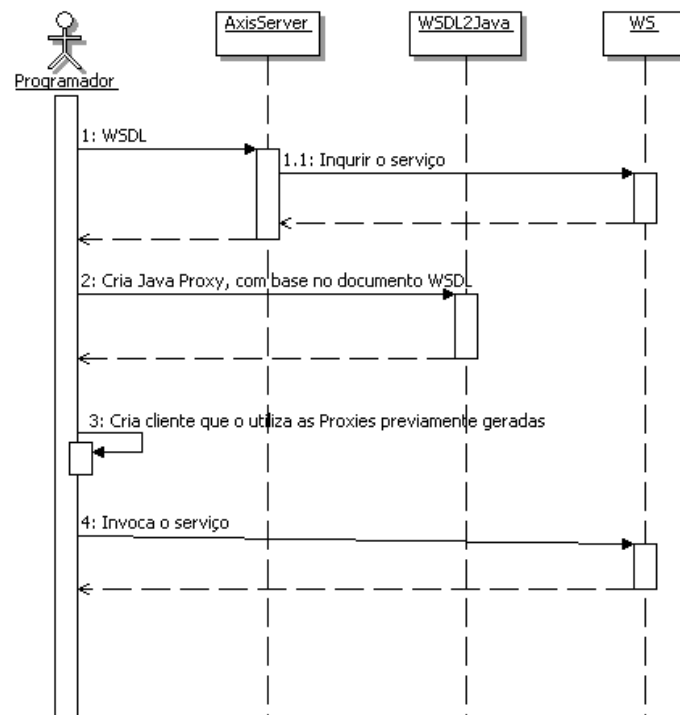 AxisServer
WSDL2Java
WS
Programador
1: WSDL
1.1: Inqurir o serviço
2: Cria Java Proxy, com base no documento WSDL
3: Cria cliente que o utiliza as Proxies previamente geradas
4: Invoca o serviço